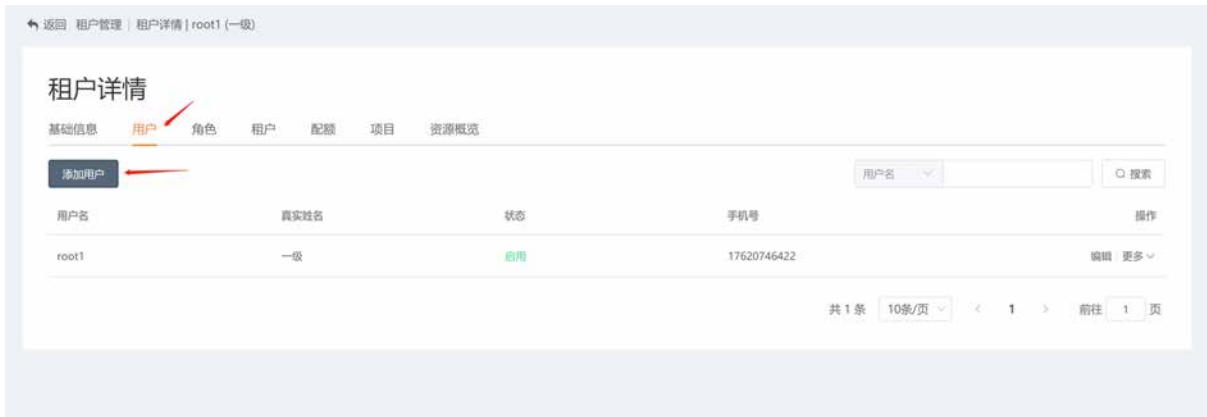 返回 租户管理 | 租户详情 | root1 (一级)
租户详情
基础信息 用户 角色 租户 配额 项目 资源概览
添加用户 用户名 搜索
用户名 真实姓名 状态 手机号 操作
root1 一级 启用 17620746422 编辑 更多
共 1 条 10条/页 < 1 > 前往 1 页